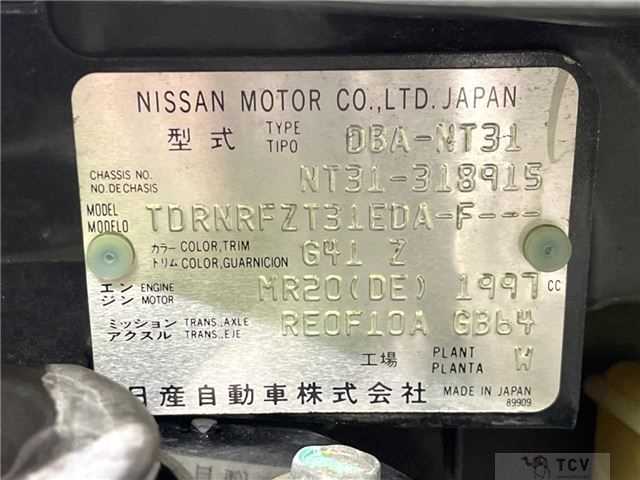 NISSAN MOTOR CO.,LTD.JAPAN
型式 TYPE TIPO DBA-NT31
CHASSIS NO. NO.DE CHASIS NT31-318915
MODEL MODELO TDRNRFZT31EDA-F---
カラー COLOR,TRIM トリム COLOR,GUARNICION G41 Z
エンジン ENGINE MOTOR MR20(DE) 1997 CC
ミッション アクスル TRANS.,AXLE TRANS.,EJE RE0F10A GB64
工場 PLANT PLANTA W
日産自動車株式会社 MADE IN JAPAN
89909
TCV